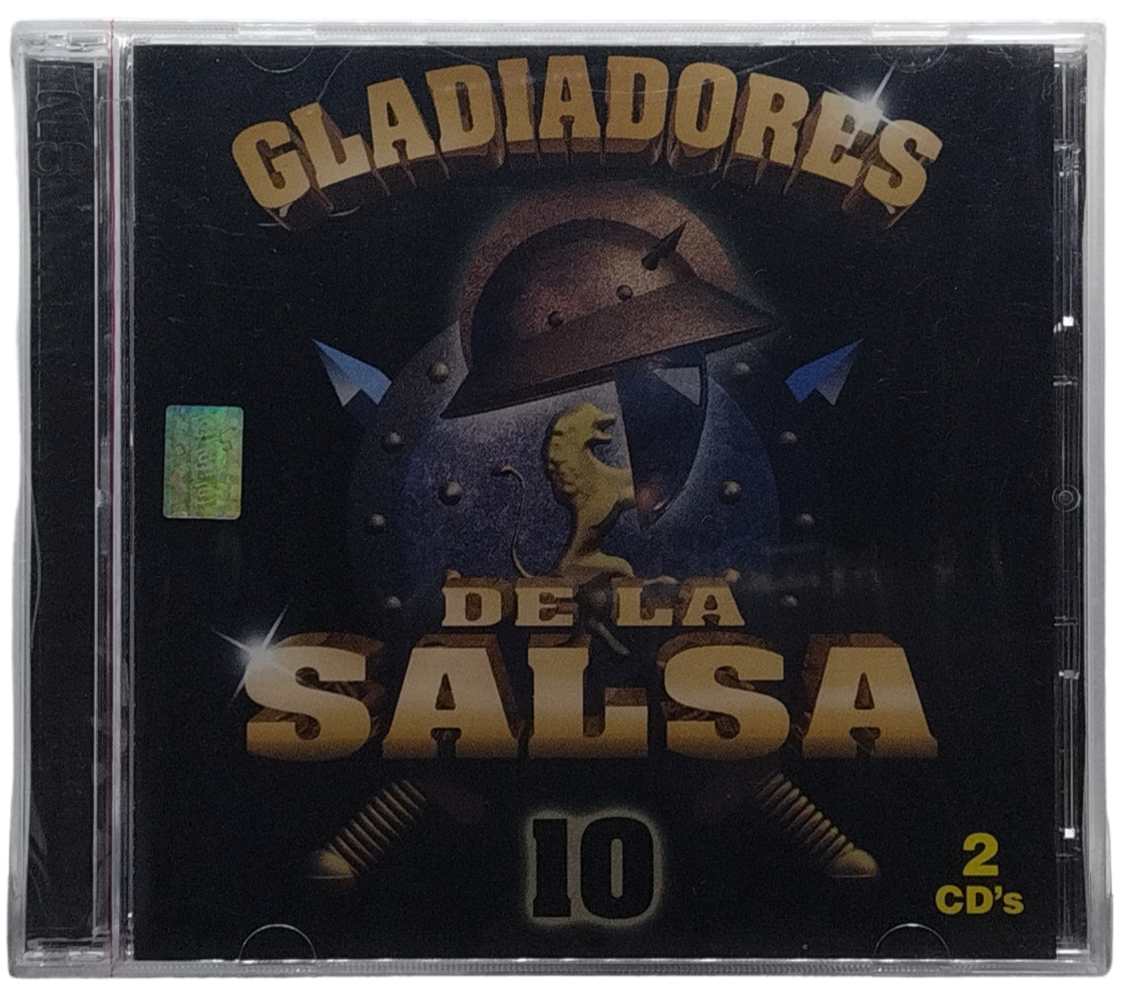 GLADIADORES
DE LA
SALSA
10
2
CD's